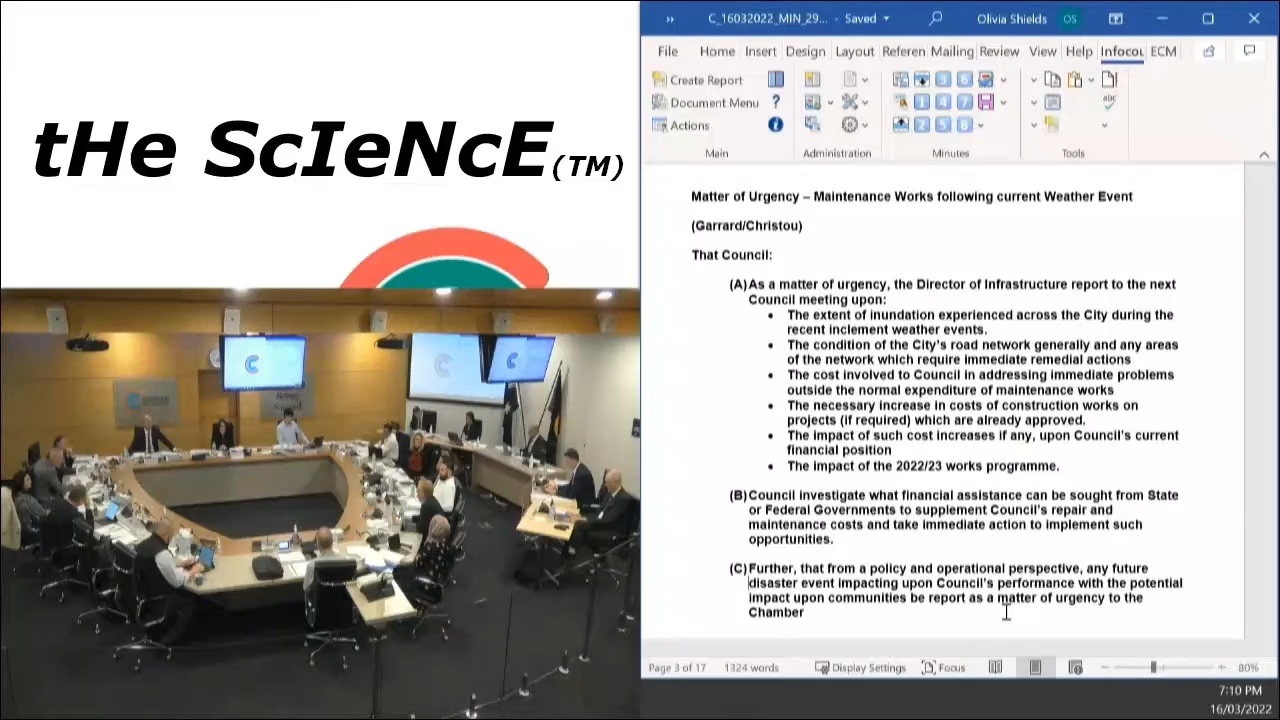 tHe ScIeNcE(TM)
C_16032022_MIN_29... - Saved
Olivia Shields OS
File Home Insert Design Layout Referen Mailing Review View Help Infocou ECM
Create Report
Document Menu
Actions
Main Administration Minutes Tools
Matter of Urgency – Maintenance Works following current Weather Event
(Garrard/Christou)
That Council:
(A) As a matter of urgency, the Director of Infrastructure report to the next
Council meeting upon:
• The extent of inundation experienced across the City during the
recent inclement weather events.
• The condition of the City's road network generally and any areas
of the network which require immediate remedial actions
• The cost involved to Council in addressing immediate problems
outside the normal expenditure of maintenance works
• The necessary increase in costs of construction works on
projects (if required) which are already approved.
• The impact of such cost increases if any, upon Council's current
financial position
• The impact of the 2022/23 works programme.
(B) Council investigate what financial assistance can be sought from State
or Federal Governments to supplement Council's repair and
maintenance costs and take immediate action to implement such
opportunities.
(C) Further, that from a policy and operational perspective, any future
disaster event impacting upon Council's performance with the potential
impact upon communities be report as a matter of urgency to the
Chamber
Page 3 of 17 1324 words Display Settings Focus 80%
7:10 PM
16/03/2022